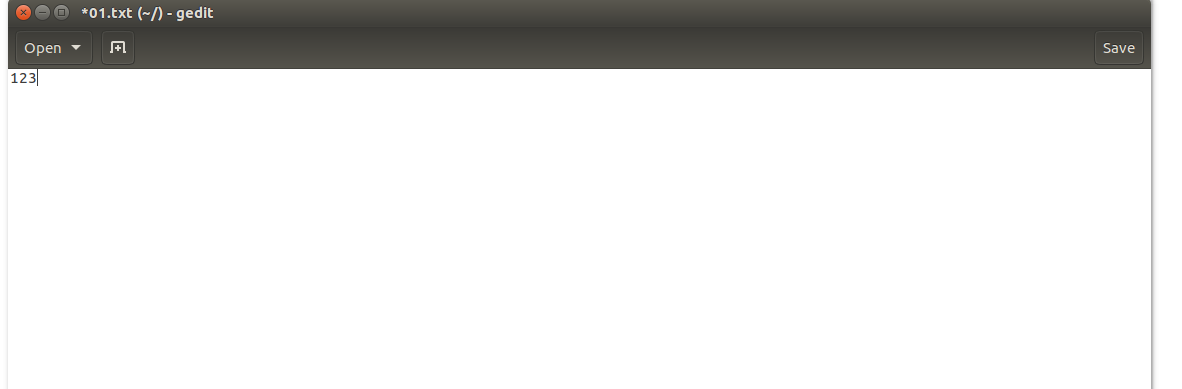 *01.txt (~/) - gedit
Open Save
123